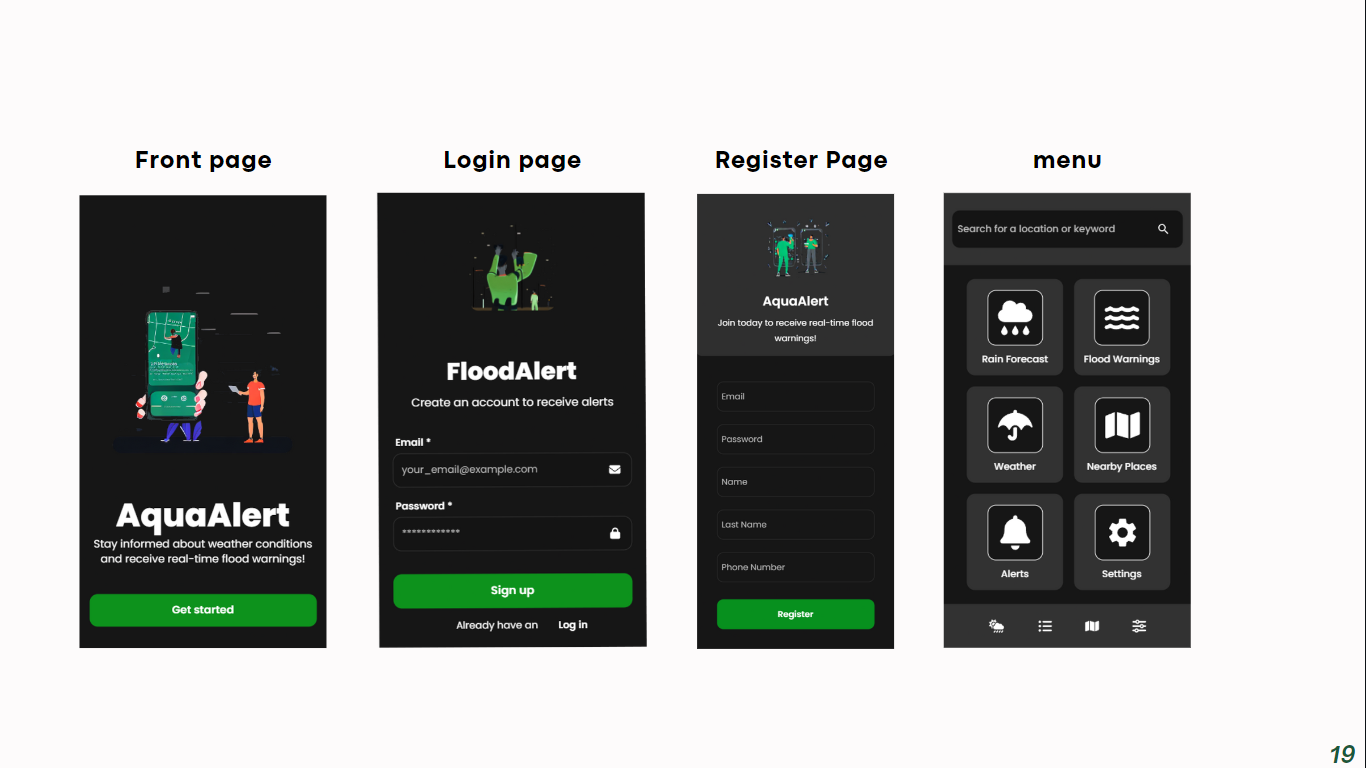 Front page
Login page
Register Page
menu
AquaAlert
Stay informed about weather conditions
and receive real-time flood warnings!
Get started
FloodAlert
Create an account to receive alerts
Email *
your_email@example.com
Password *
************
Sign up
Already have an Log in
AquaAlert
Join today to receive real-time flood
warnings!
Email
Password
Name
Last Name
Phone Number
Register
Search for a location or keyword
Rain Forecast
Flood Warnings
Weather
Nearby Places
Alerts
Settings
19